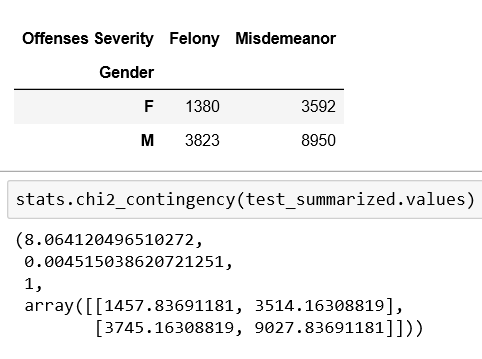 Offenses Severity Felony Misdemeanor
Gender
F 1380 3592
M 3823 8950
stats.chi2_contingency(test_summarized.values)
(8.064120496510272,
0.004515038620721251,
1,
array([[1457.83691181, 3514.16308819],
[3745.16308819, 9027.83691181]]))